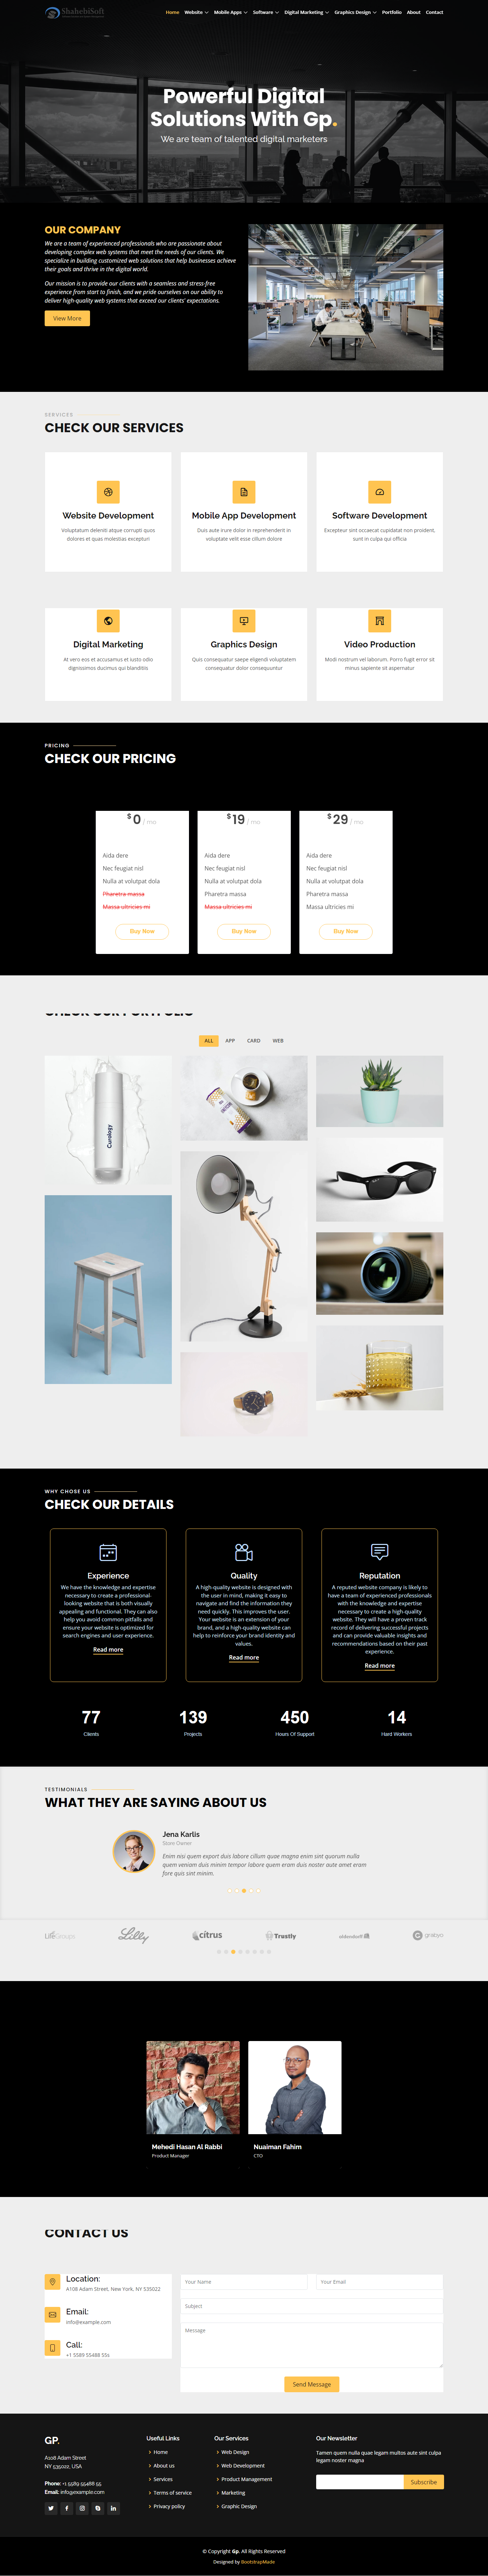 ShahebiSoft
Home Website Mobile Apps Software Digital Marketing Graphics Design Portfolio About Contact
Powerful Digital
Solutions With Gp.
We are team of talented digital marketers
OUR COMPANY
We are a team of experienced professionals who are passionate about
developing complex web systems that meet the needs of our clients. We
specialize in building customized web solutions that help businesses achieve
their goals and thrive in the digital world.
Our mission is to provide our clients with a seamless and stress-free
experience from start to finish, and we pride ourselves on our ability to
deliver high-quality web systems that exceed our clients' expectations.
View More
SERVICES
CHECK OUR SERVICES
Website Development
Voluptatum deleniti atque corrupti quos
dolores et quas molestias excepturi
Mobile App Development
Duis aute irure dolor in reprehenderit in
voluptate velit esse cillum dolore
Software Development
Excepteur sint occaecat cupidatat non proident,
sunt in culpa qui officia
Digital Marketing
At vero eos et accusamus et iusto odio
dignissimos ducimus qui blanditiis
Graphics Design
Quis consequatur saepe eligendi voluptatem
consequatur dolor consequuntur
Video Production
Modi nostrum vel laborum. Porro fugit error sit
minus sapiente sit aspernatur
PRICING
CHECK OUR PRICING
$0 / mo
Aida dere
Nec feugiat nisl
Nulla at volutpat dola
Pharetra massa
Massa ultricies mi
Buy Now
$19 / mo
Aida dere
Nec feugiat nisl
Nulla at volutpat dola
Pharetra massa
Massa ultricies mi
Buy Now
$29 / mo
Aida dere
Nec feugiat nisl
Nulla at volutpat dola
Pharetra massa
Massa ultricies mi
Buy Now
CHECK OUR PORTFOLIO
ALL APP CARD WEB
Curology
WHY CHOSE US
CHECK OUR DETAILS
Experience
We have the knowledge and expertise
necessary to create a professional-
looking website that is both visually
appealing and functional. They can also
help you avoid common pitfalls and
ensure your website is optimized for
search engines and user experience.
Read more
Quality
A high-quality website is designed with
the user in mind, making it easy to
navigate and find the information they
need quickly. This improves the user.
Your website is an extension of your
brand, and a high-quality website can
help to reinforce your brand identity and
values.
Read more
Reputation
A reputed website company is likely to
have a team of experienced professionals
with the knowledge and expertise
necessary to create a high-quality
website. They will have a proven track
record of delivering successful projects
and can provide valuable insights and
recommendations based on their past
experience.
Read more
77
Clients
139
Projects
450
Hours Of Support
14
Hard Workers
TESTIMONIALS
WHAT THEY ARE SAYING ABOUT US
Jena Karlis
Store Owner
Enim nisi quem export duis labore cillum quae magna enim sint quorum nulla
quem veniam duis minim tempor labore quem eram duis noster aute amet eram
fore quis sint minim.
LifeGroups Lilly citrus Trustly oldendorff grabyo
Mehedi Hasan Al Rabbi
Product Manager
Nuaiman Fahim
CTO
CONTACT US
Location:
A108 Adam Street, New York, NY 535022
Email:
info@example.com
Call:
+1 5589 55488 55s
Your Name
Your Email
Subject
Message
Send Message
GP.
A108 Adam Street
NY 535022, USA
Phone: +1 5589 55488 55
Email: info@example.com
Useful Links
Home
About us
Services
Terms of service
Privacy policy
Our Services
Web Design
Web Development
Product Management
Marketing
Graphic Design
Our Newsletter
Tamen quem nulla quae legam multos aute sint culpa
legam noster magna
Subscribe
© Copyright Gp. All Rights Reserved
Designed by BootstrapMade